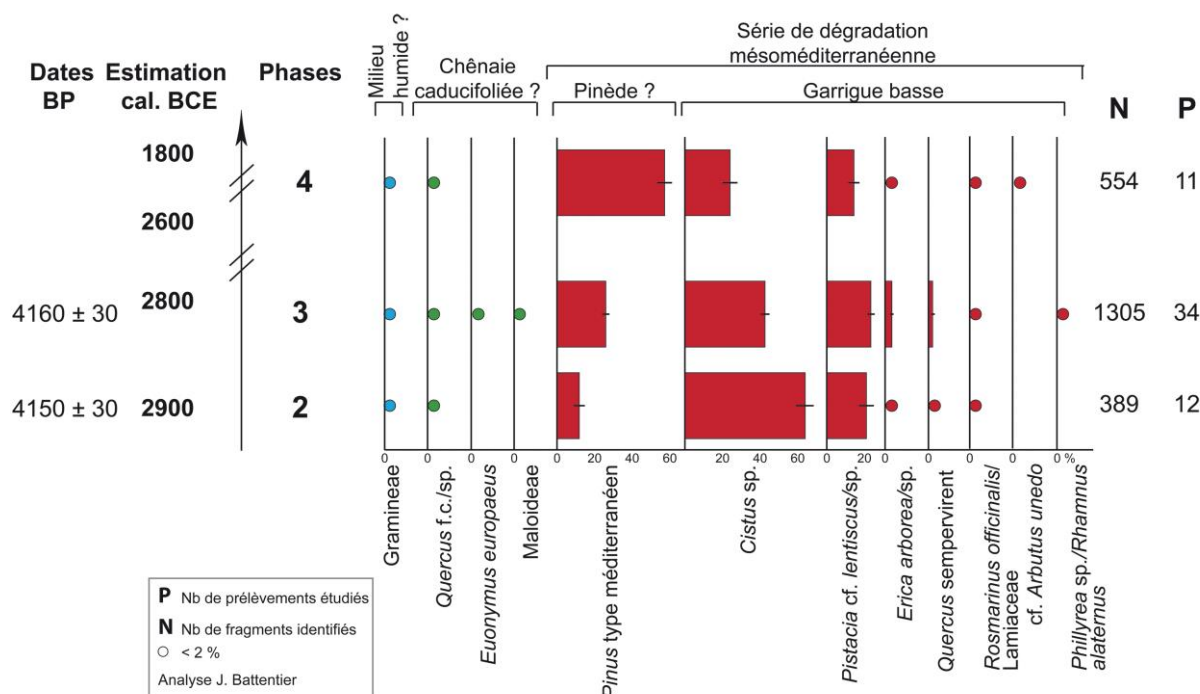 Série de dégradation
mésoméditerranéenne
Dates
BP
Estimation
cal. BCE
Phases
Milieu
humide ?
Chênaie
caducifoliée ?
Pinède ?
Garrigue basse
N
P
1800
4
554
11
2600
4160 ± 30
2800
3
1305
34
4150 ± 30
2900
2
389
12
0
0
0
0
0
20
40
60
0
20
40
60
0
20
0
0
0
0
0 %
Gramineae
Quercus f.c./sp.
Euonymus europaeus
Maloideae
Pinus type méditerranéen
Cistus sp.
Pistacia cf. lentiscus/sp.
Erica arborea/sp.
Quercus sempervirent
Rosmarinus officinalis/
Lamiaceae
cf. Arbutus unedo
Phillyrea sp./Rhamnus
alaternus
P Nb de prélèvements étudiés
N Nb de fragments identifiés
< 2 %
Analyse J. Battentier